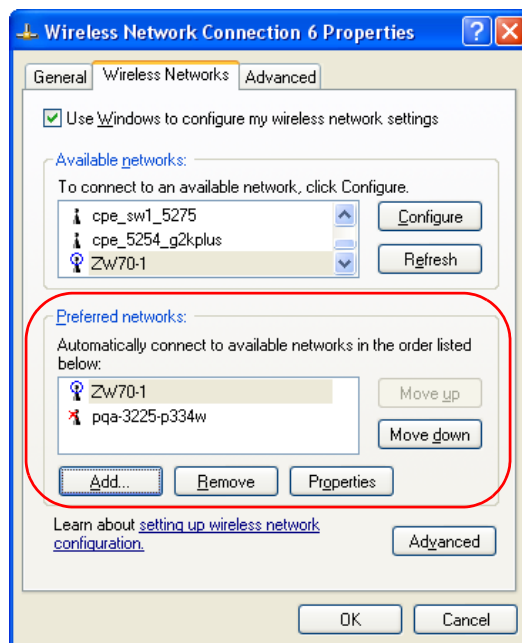 Wireless Network Connection 6 Properties
General Wireless Networks Advanced
Use Windows to configure my wireless network settings
Available networks:
To connect to an available network, click Configure.
cpe_sw1_5275
cpe_5254_g2kplus
ZW70-1
Configure
Refresh
Preferred networks:
Automatically connect to available networks in the order listed
below:
ZW70-1
pqa-3225-p334w
Move up
Move down
Add... Remove Properties
Learn about setting up wireless network
configuration.
Advanced
OK Cancel